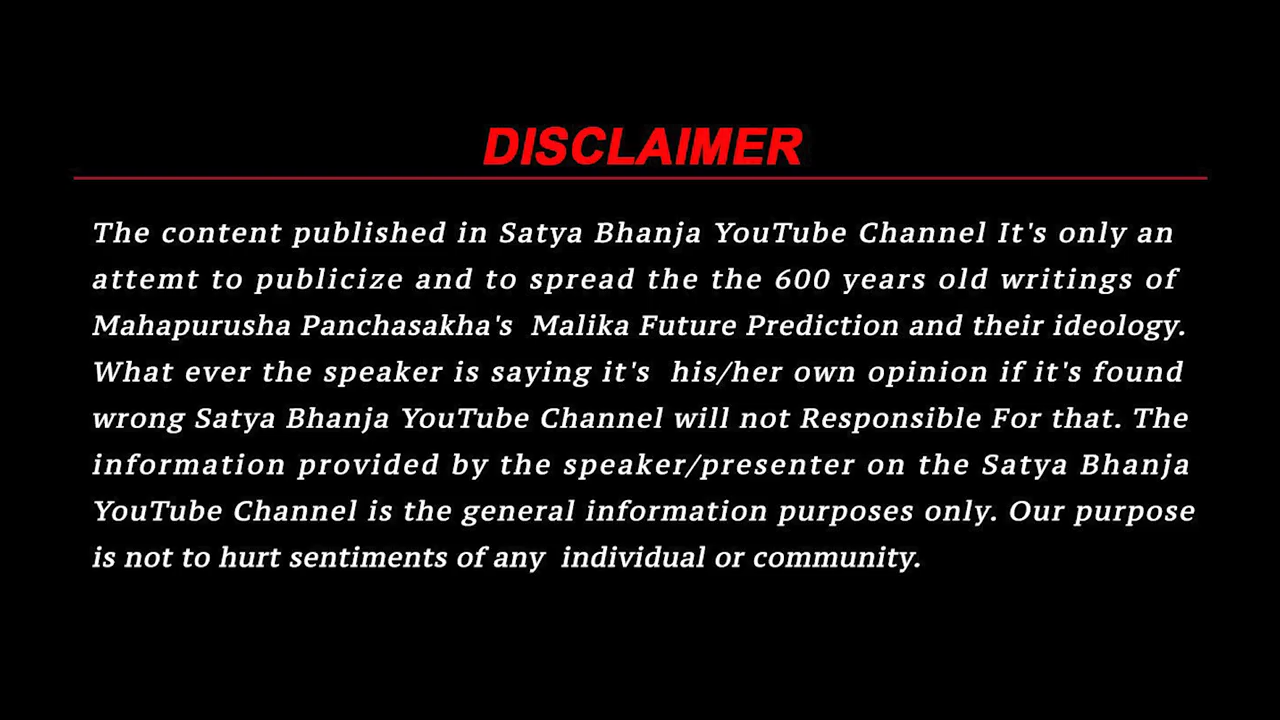 DISCLAIMER
The content published in Satya Bhanja YouTube Channel It's only an
attemt to publicize and to spread the the 600 years old writings of
Mahapurusha Panchasakha's Malika Future Prediction and their ideology.
What ever the speaker is saying it's his/her own opinion if it's found
wrong Satya Bhanja YouTube Channel will not Responsible For that. The
information provided by the speaker/presenter on the Satya Bhanja
YouTube Channel is the general information purposes only. Our purpose
is not to hurt sentiments of any individual or community.